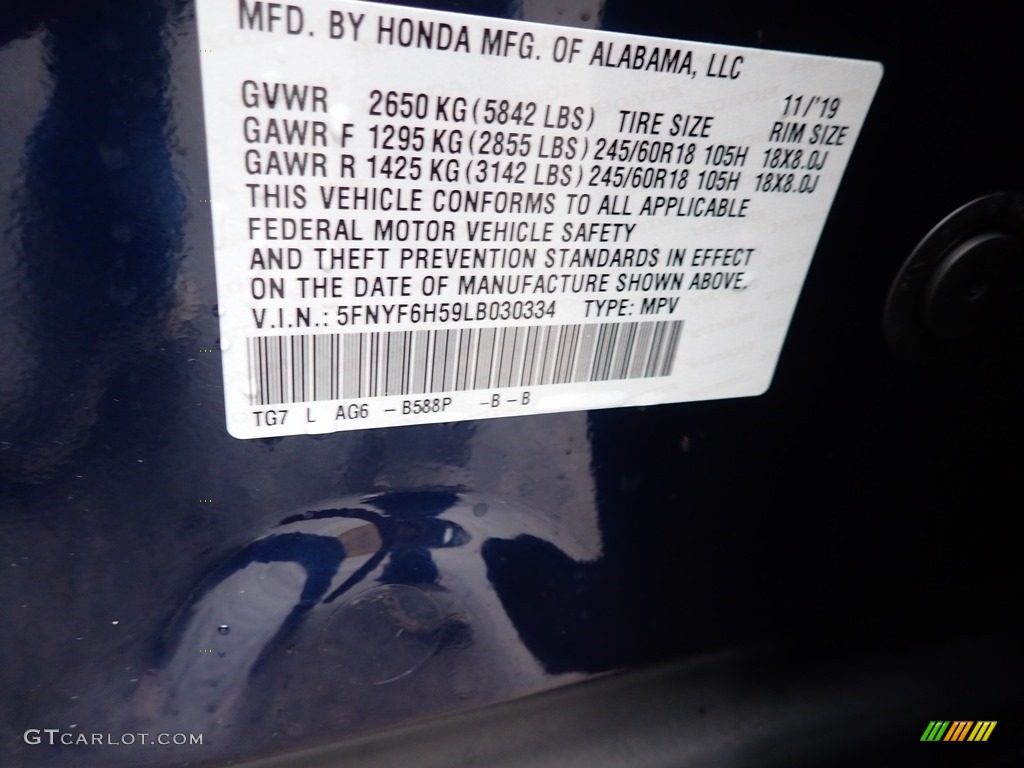 MFD. BY HONDA MFG. OF ALABAMA, LLC
11/'19
GVWR 2650 KG (5842 LBS) TIRE SIZE RIM SIZE
GAWR F 1295 KG (2855 LBS) 245/60R18 105H 18X8.0J
GAWR R 1425 KG (3142 LBS) 245/60R18 105H 18X8.0J
THIS VEHICLE CONFORMS TO ALL APPLICABLE
FEDERAL MOTOR VEHICLE SAFETY
AND THEFT PREVENTION STANDARDS IN EFFECT
ON THE DATE OF MANUFACTURE SHOWN ABOVE.
V.I.N.: 5FNYF6H59LB030334 TYPE: MPV
TG7 L AG6 -B588P -B-B
GTCARLOT.COM